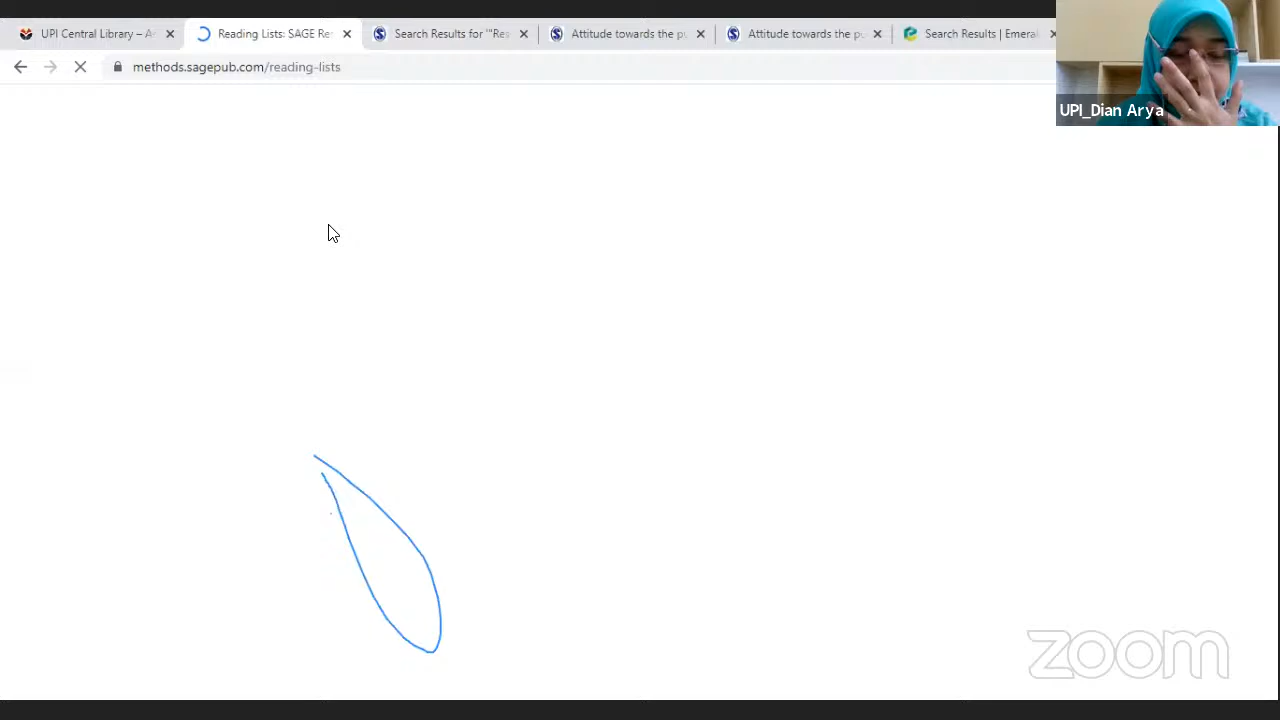 UPI Central Library – A
Reading Lists: SAGE Re
Search Results for "'Res
Attitude towards the pu
Attitude towards the pu
Search Results | Emeral
methods.sagepub.com/reading-lists
UPI_Dian Arya
zoom